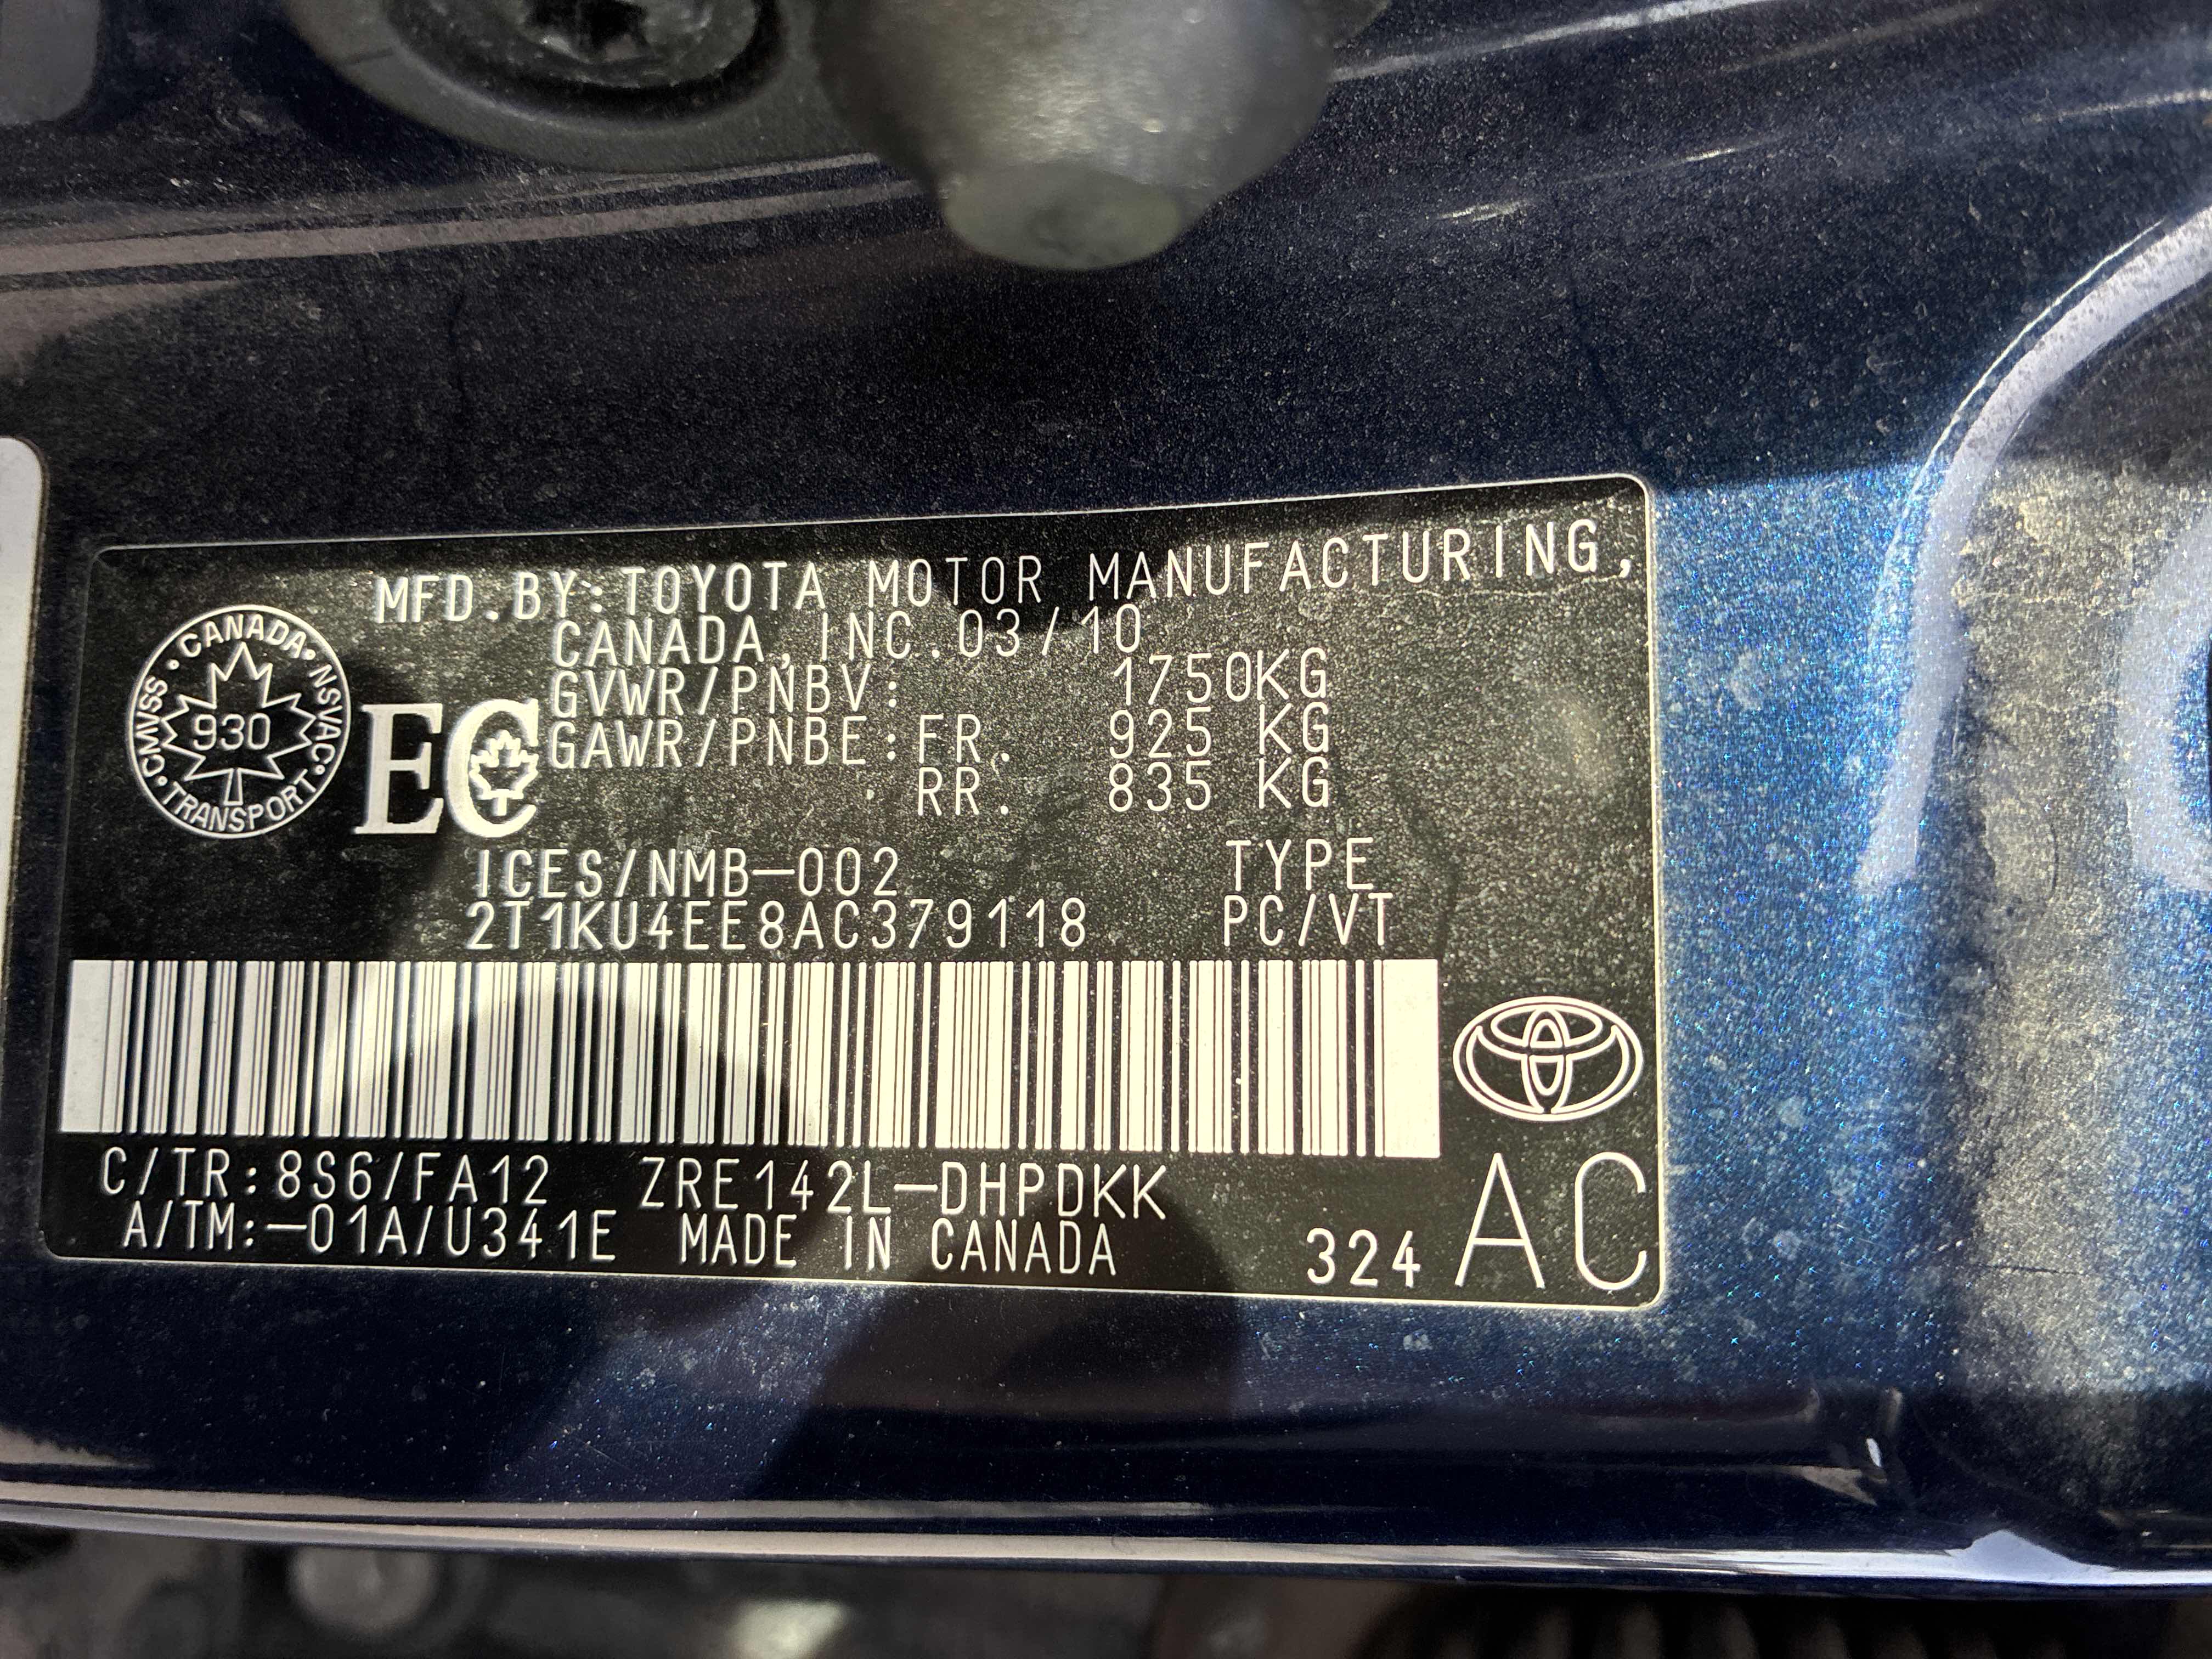 MFD.BY:TOYOTA MOTOR MANUFACTURING,
CANADA,INC.03/10
GVWR/PNBV: 1750KG
GAWR/PNBE:FR. 925 KG
RR. 835 KG
·CANADA·NSVAC·TRANSPORT·CMVSS
930
EC
ICES/NMB-002 TYPE
2T1KU4EE8AC379118 PC/VT
C/TR:8S6/FA12 ZRE142L-DHPDKK
A/TM:-01A/U341E MADE IN CANADA
324 AC